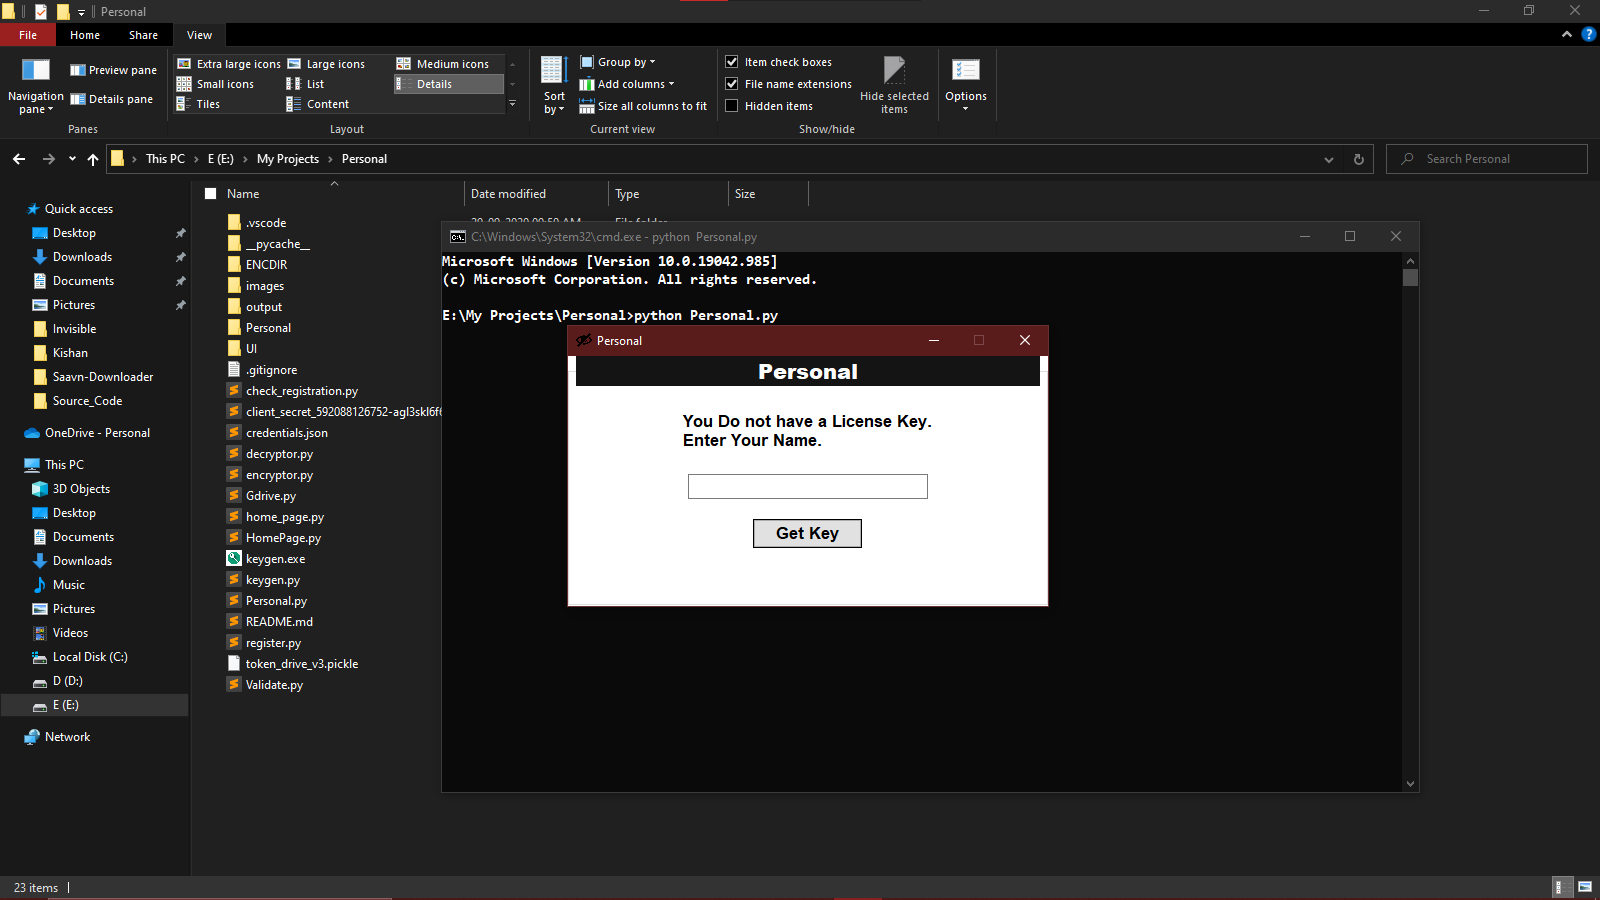 Personal
File Home Share View
Navigation pane
Preview pane
Details pane
Panes
Extra large icons Large icons Medium icons
Small icons List Details
Tiles Content
Layout
Sort by
Group by
Add columns
Size all columns to fit
Current view
Item check boxes
File name extensions
Hidden items
Hide selected items
Show/hide
Options
This PC › E (E:) › My Projects › Personal
Search Personal
Name Date modified Type Size
Quick access
Desktop
Downloads
Documents
Pictures
Invisible
Kishan
Saavn-Downloader
Source_Code
OneDrive - Personal
This PC
3D Objects
Desktop
Documents
Downloads
Music
Pictures
Videos
Local Disk (C:)
D (D:)
E (E:)
Network
.vscode
__pycache__
ENCDIR
images
output
Personal
UI
.gitignore
check_registration.py
client_secret_592088126752-agl3skl6f6
credentials.json
decryptor.py
encryptor.py
Gdrive.py
home_page.py
HomePage.py
keygen.exe
keygen.py
Personal.py
README.md
register.py
token_drive_v3.pickle
Validate.py
C:\Windows\System32\cmd.exe - python  Personal.py
Microsoft Windows [Version 10.0.19042.985]
(c) Microsoft Corporation. All rights reserved.
E:\My Projects\Personal>python Personal.py
Personal
Personal
You Do not have a License Key.
Enter Your Name.
Get Key
23 items